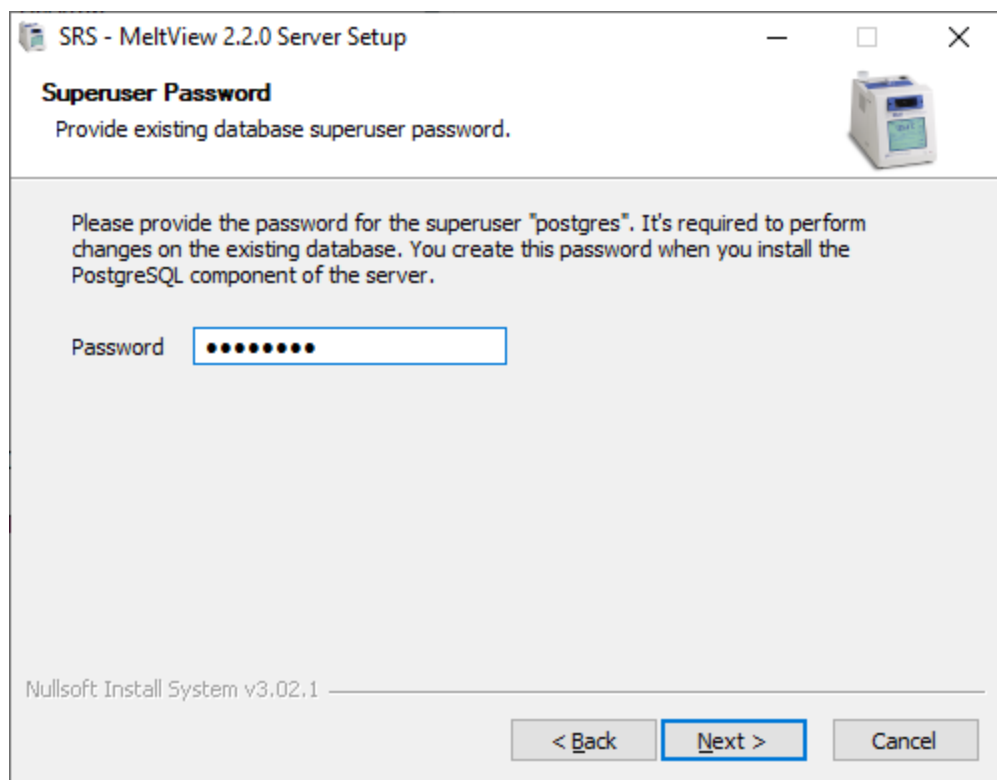 SRS - MeltView 2.2.0 Server Setup
Superuser Password
Provide existing database superuser password.
Please provide the password for the superuser "postgres". It's required to perform
changes on the existing database. You create this password when you install the
PostgreSQL component of the server.
Password ●●●●●●●●
Nullsoft Install System v3.02.1
< Back Next > Cancel